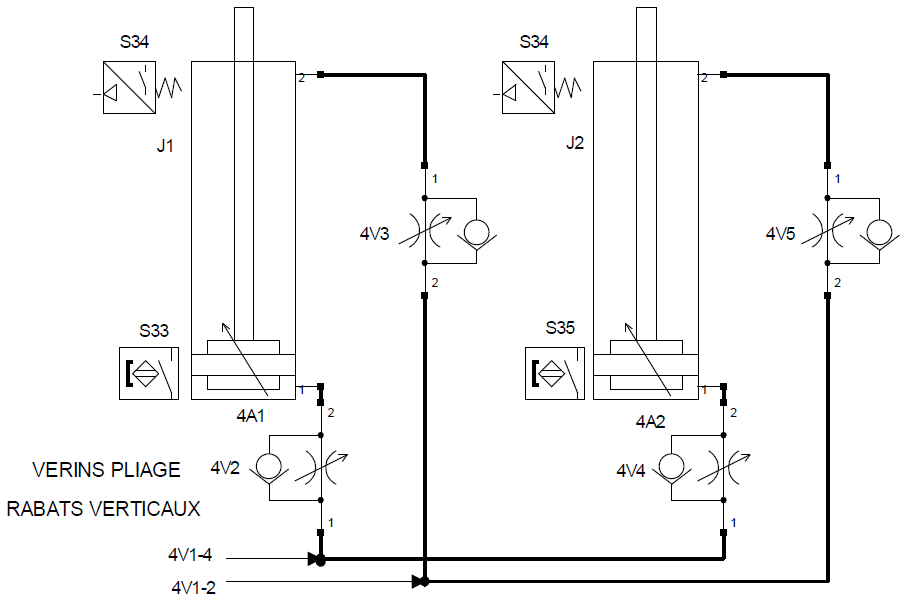 S34
S34
2
2
J1
J2
1
1
4V3
4V5
2
2
S33
S35
1
1
4A1
4A2
2
2
4V2
4V4
VERINS PLIAGE
RABATS VERTICAUX
1
1
4V1-4
4V1-2